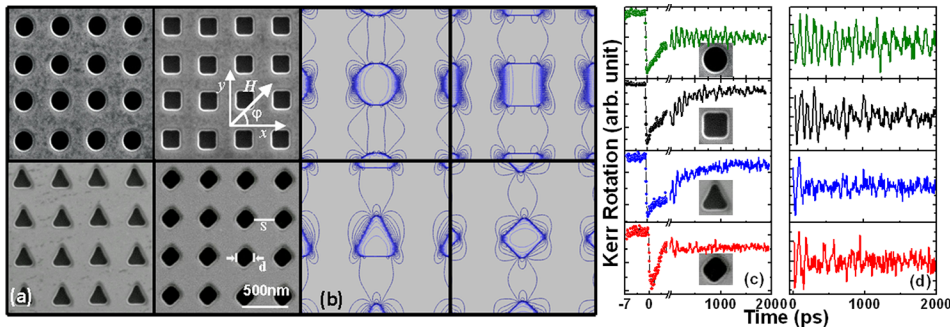 y
H
φ
x
(a)
S
d
500nm
(b)
Kerr Rotation (arb. unit)
(c)
(d)
-7 0 1000 2000
0 1000 2000
Time (ps)